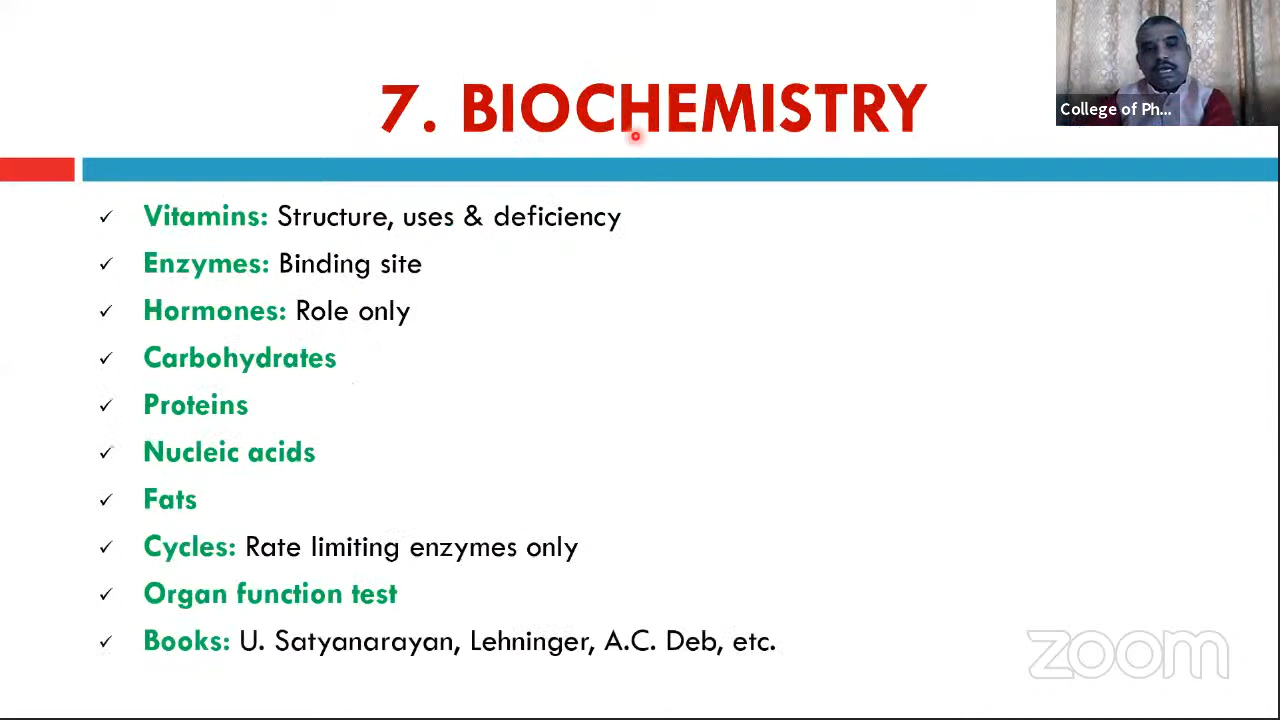 7. BIOCHEMISTRY
College of Ph...
Vitamins: Structure, uses & deficiency
Enzymes: Binding site
Hormones: Role only
Carbohydrates
Proteins
Nucleic acids
Fats
Cycles: Rate limiting enzymes only
Organ function test
Books: U. Satyanarayan, Lehninger, A.C. Deb, etc.
zoom